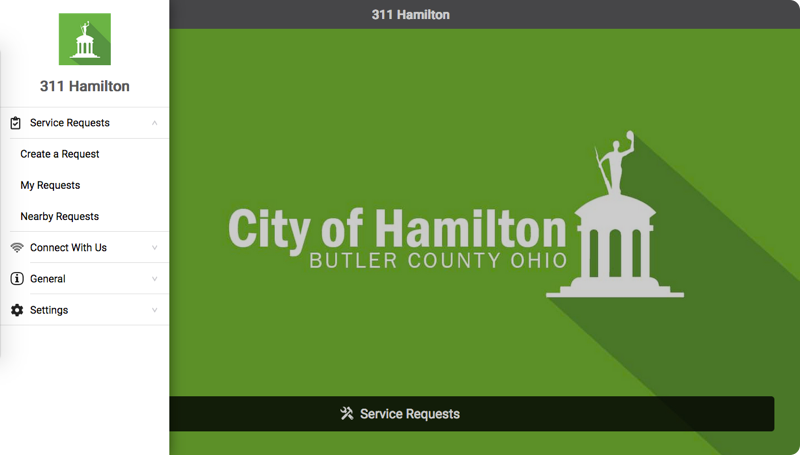 311 Hamilton
Service Requests
Create a Request
My Requests
Nearby Requests
Connect With Us
General
Settings
311 Hamilton
City of Hamilton
BUTLER COUNTY OHIO
Service Requests